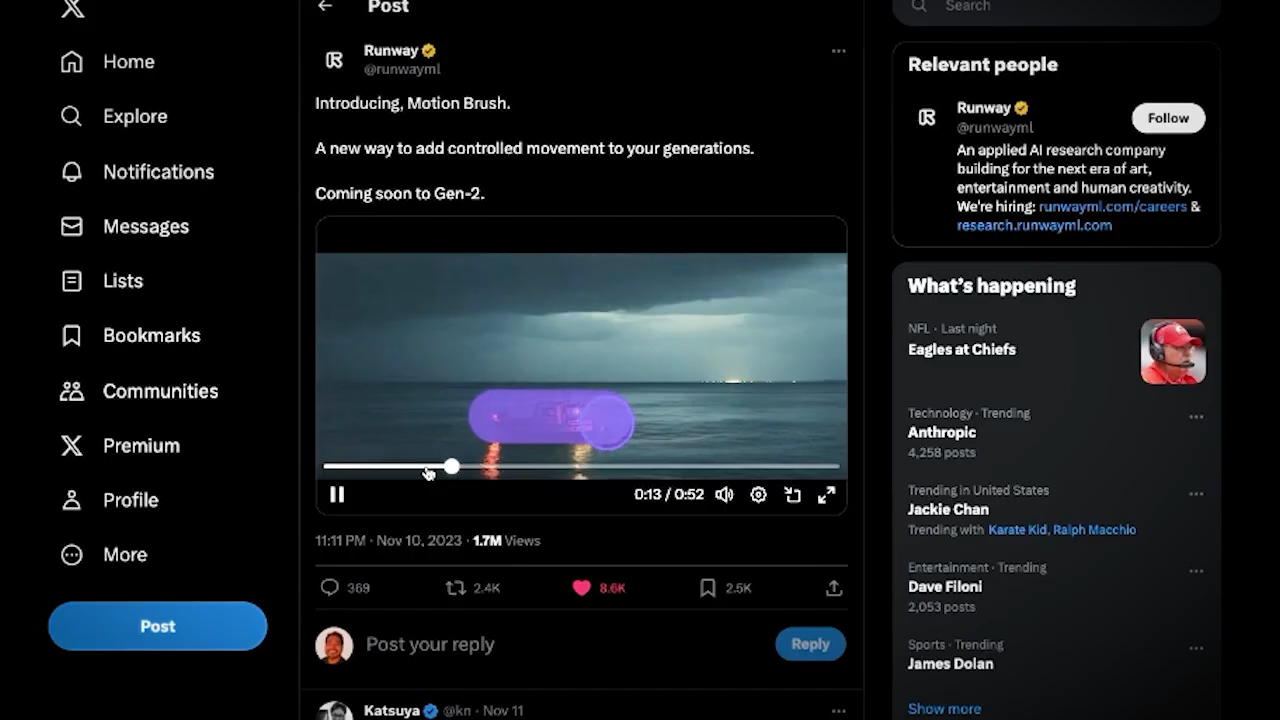 Home
Explore
Notifications
Messages
Lists
Bookmarks
Communities
Premium
Profile
More
Post
Post
Runway
@runwayml
Introducing, Motion Brush.
A new way to add controlled movement to your generations.
Coming soon to Gen-2.
0:13 / 0:52
11:11 PM · Nov 10, 2023 · 1.7M Views
369
2.4K
8.6K
2.5K
Post your reply
Reply
Katsuya @kn · Nov 11
Search
Relevant people
Runway
@runwayml
Follow
An applied AI research company
building for the next era of art,
entertainment and human creativity.
We're hiring: runwayml.com/careers &
research.runwayml.com
What's happening
NFL · Last night
Eagles at Chiefs
Technology · Trending
Anthropic
4,258 posts
Trending in United States
Jackie Chan
Trending with Karate Kid, Ralph Macchio
Entertainment · Trending
Dave Filoni
2,053 posts
Sports · Trending
James Dolan
Show more